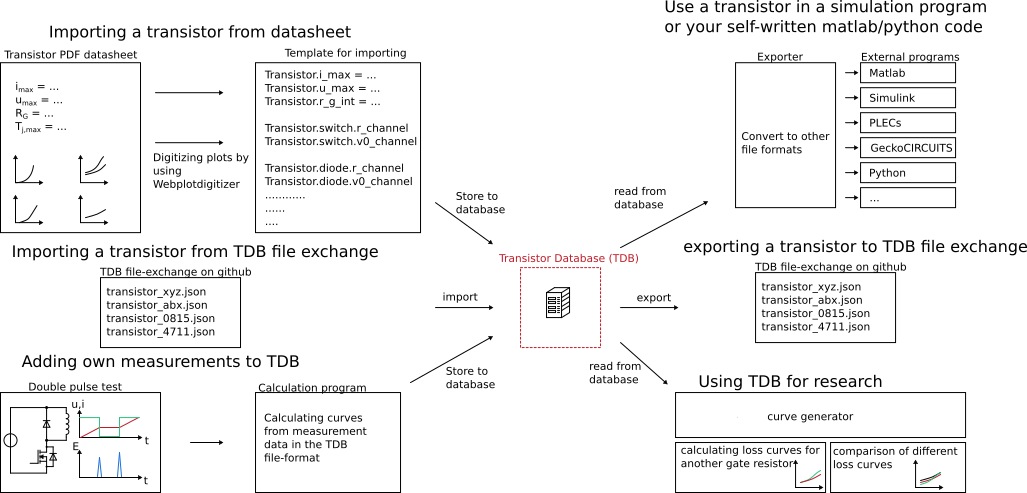 Importing a transistor from datasheet
Transistor PDF datasheet
imax = ...
umax = ...
RG = ...
Tj,max = ...
Digitizing plots by
using
Webplotdigitizer
Template for importing
Transistor.i_max = ...
Transistor.u_max = ...
Transistor.r_g_int = ...
Transistor.switch.r_channel
Transistor.switch.v0_channel
Transistor.diode.r_channel
Transistor.diode.v0_channel
............
......
....
Store to
database
Importing a transistor from TDB file exchange
TDB file-exchange on github
transistor_xyz.json
transistor_abx.json
transistor_0815.json
transistor_4711.json
import
Adding own measurements to TDB
Double pulse test
u,i
t
E
t
Calculation program
Calculating curves
from measurement
data in the TDB
file-format
Store to
database
Transistor Database (TDB)
Use a transistor in a simulation program
or your self-written matlab/python code
read from
database
Exporter
Convert to other
file formats
External programs
Matlab
Simulink
PLECs
GeckoCIRCUITS
Python
...
exporting a transistor to TDB file exchange
export
TDB file-exchange on github
transistor_xyz.json
transistor_abx.json
transistor_0815.json
transistor_4711.json
read from
database
Using TDB for research
curve generator
calculating loss curves for
another gate resistor
comparison of different
loss curves